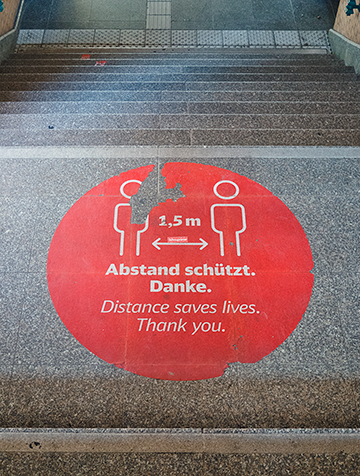 1,5 m
Abstand schützt.
Danke.
Distance saves lives.
Thank you.